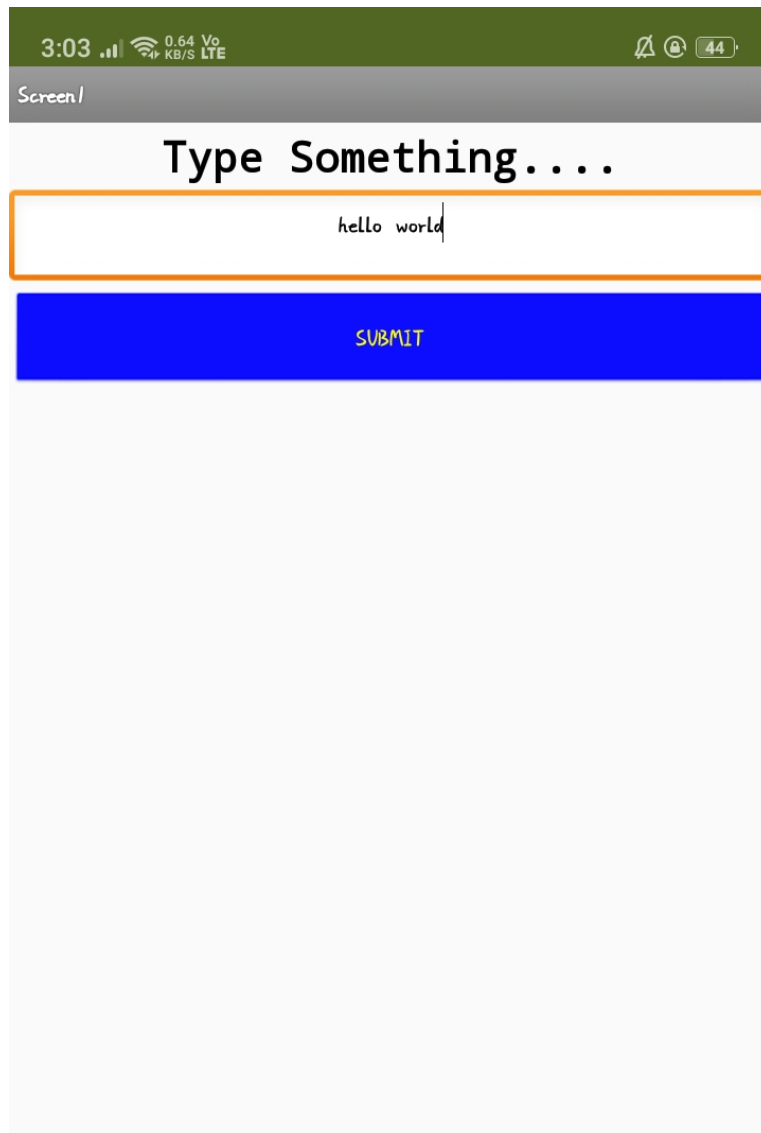 3:03 0.64 KB/S Vo LTE 44
Screen1
Type Something....
hello world
SUBMIT